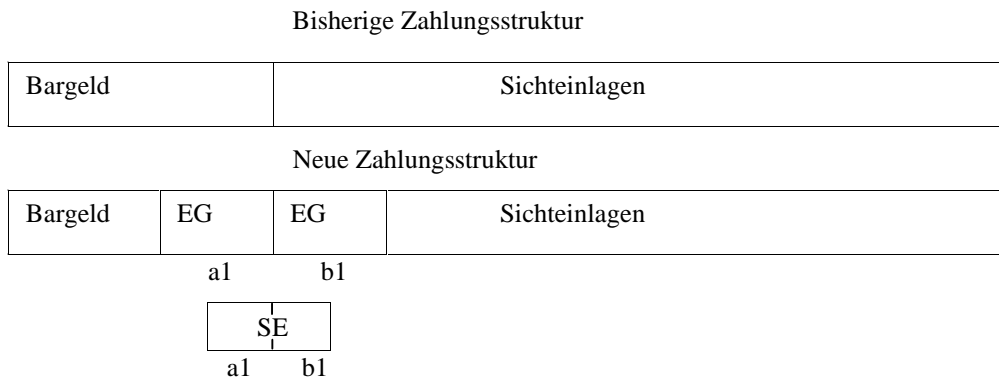 Bisherige Zahlungsstruktur
Bargeld Sichteinlagen
Neue Zahlungsstruktur
Bargeld EG EG Sichteinlagen
a1 b1
SE
a1 b1